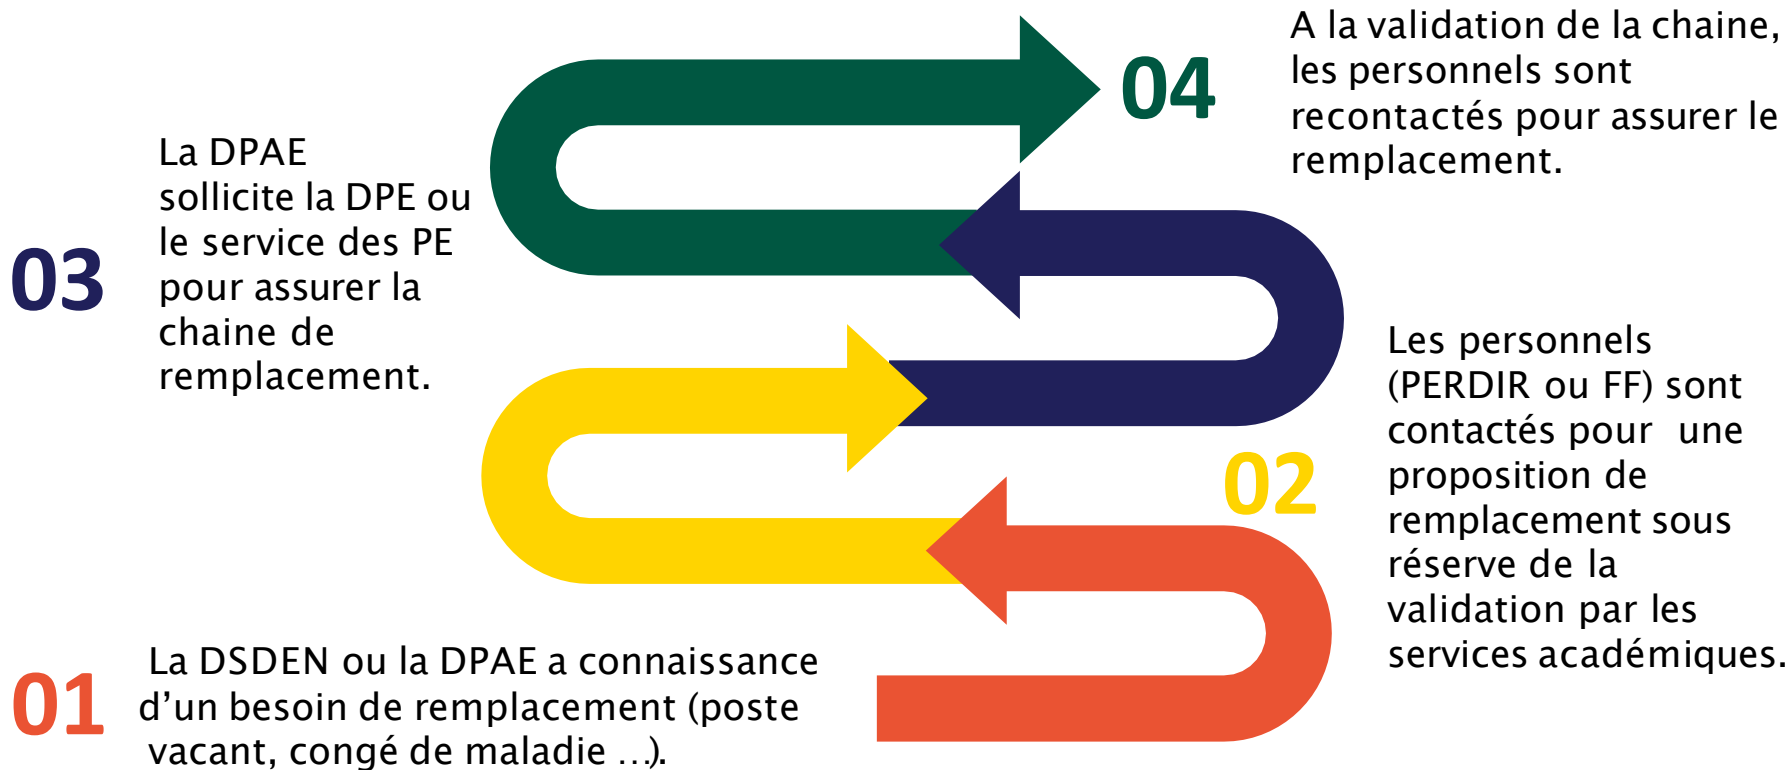 04
A la validation de la chaine,
les personnels sont
recontactés pour assurer le
remplacement.
03
La DPAE
sollicite la DPE ou
le service des PE
pour assurer la
chaine de
remplacement.
02
Les personnels
(PERDIR ou FF) sont
contactés pour une
proposition de
remplacement sous
réserve de la
validation par les
services académiques.
01
La DSDEN ou la DPAE a connaissance
d’un besoin de remplacement (poste
vacant, congé de maladie …).